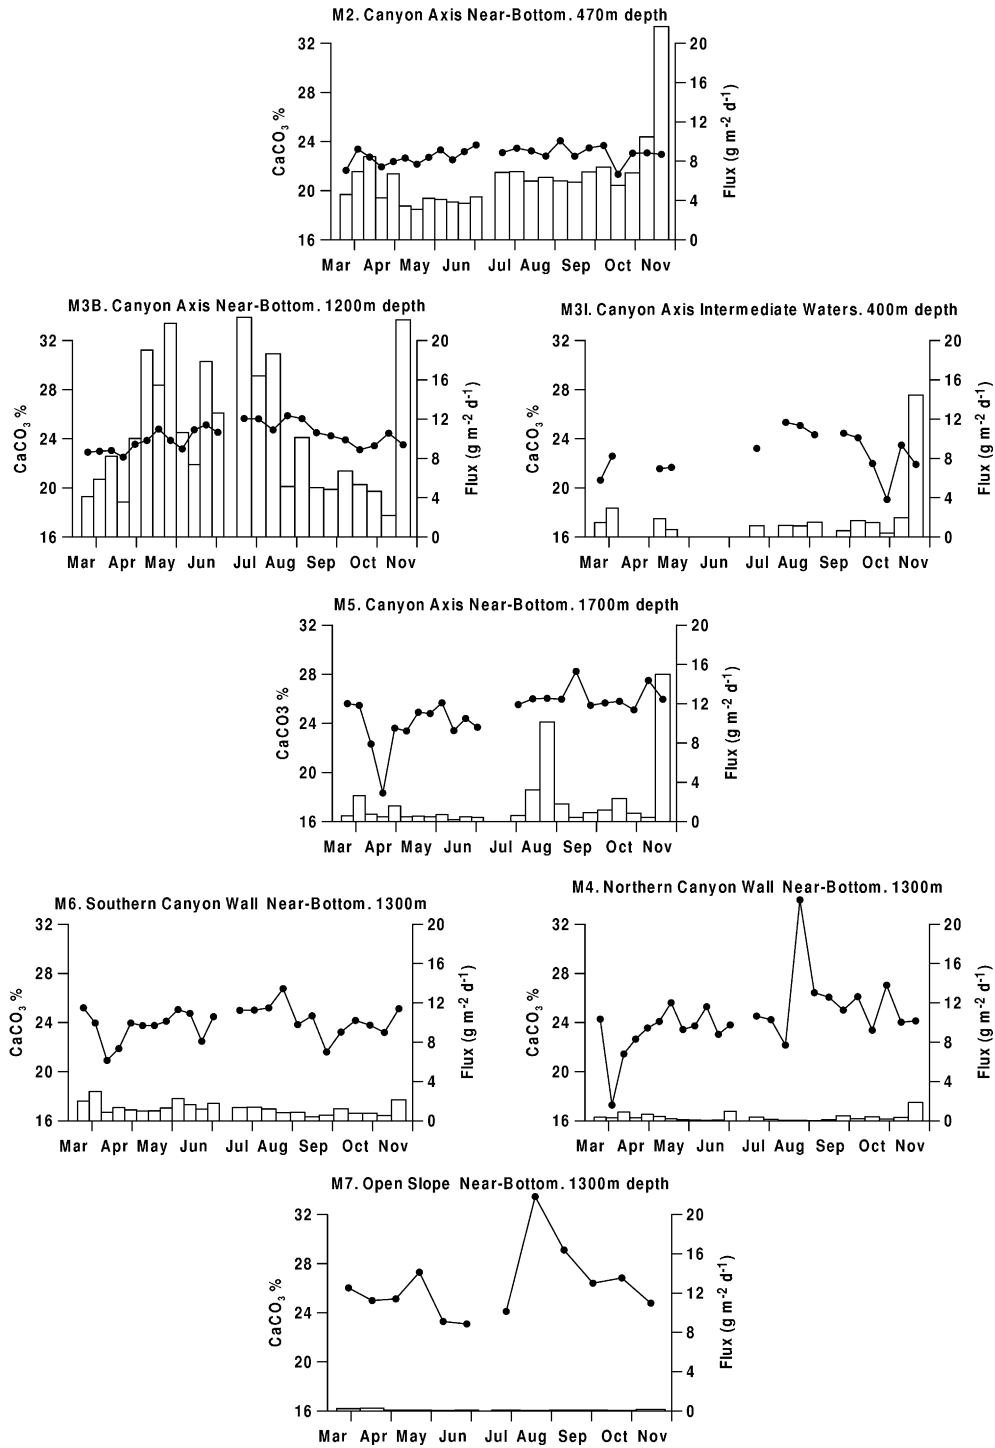 M2. Canyon Axis Near-Bottom. 470m depth
32 28 24 20 16
CaCO3 %
20 16 12 8 4 0
Flux (g m-2 d-1)
Mar Apr May Jun Jul Aug Sep Oct Nov
M3B. Canyon Axis Near-Bottom. 1200m depth
32 28 24 20 16
CaCO3 %
20 16 12 8 4 0
Flux (g m-2 d-1)
Mar Apr May Jun Jul Aug Sep Oct Nov
M3I. Canyon Axis Intermediate Waters. 400m depth
32 28 24 20 16
CaCO3 %
20 16 12 8 4 0
Flux (g m-2 d-1)
Mar Apr May Jun Jul Aug Sep Oct Nov
M5. Canyon Axis Near-Bottom. 1700m depth
32 28 24 20 16
CaCO3 %
20 16 12 8 4 0
Flux (g m-2 d-1)
Mar Apr May Jun Jul Aug Sep Oct Nov
M6. Southern Canyon Wall Near-Bottom. 1300m
32 28 24 20 16
CaCO3 %
20 16 12 8 4 0
Flux (g m-2 d-1)
Mar Apr May Jun Jul Aug Sep Oct Nov
M4. Northern Canyon Wall Near-Bottom. 1300m
32 28 24 20 16
CaCO3 %
20 16 12 8 4 0
Flux (g m-2 d-1)
Mar Apr May Jun Jul Aug Sep Oct Nov
M7. Open Slope Near-Bottom. 1300m depth
32 28 24 20 16
CaCO3 %
20 16 12 8 4 0
Flux (g m-2 d-1)
Mar Apr May Jun Jul Aug Sep Oct Nov